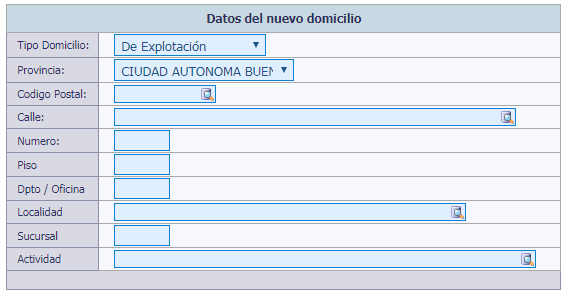 Datos del nuevo domicilio
Tipo Domicilio: De Explotación
Provincia: CIUDAD AUTONOMA BUEN
Codigo Postal:
Calle:
Numero:
Piso
Dpto / Oficina
Localidad
Sucursal
Actividad